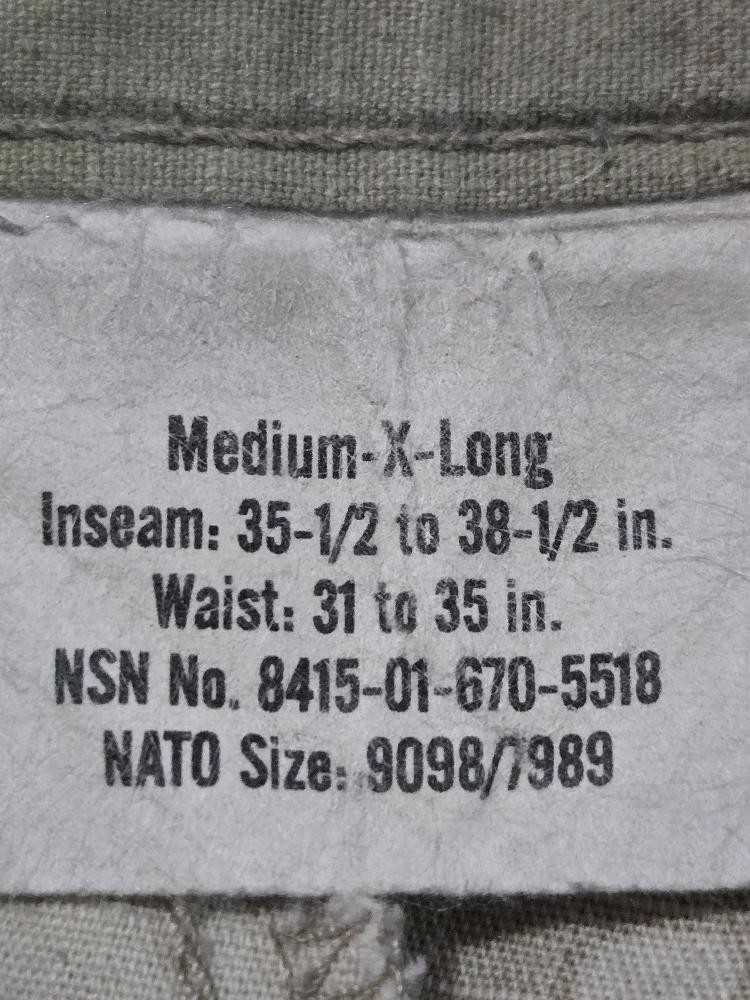 Medium-X-Long
Inseam: 35-1/2 to 38-1/2 in.
Waist: 31 to 35 in.
NSN No. 8415-01-670-5518
NATO Size: 9098/7989